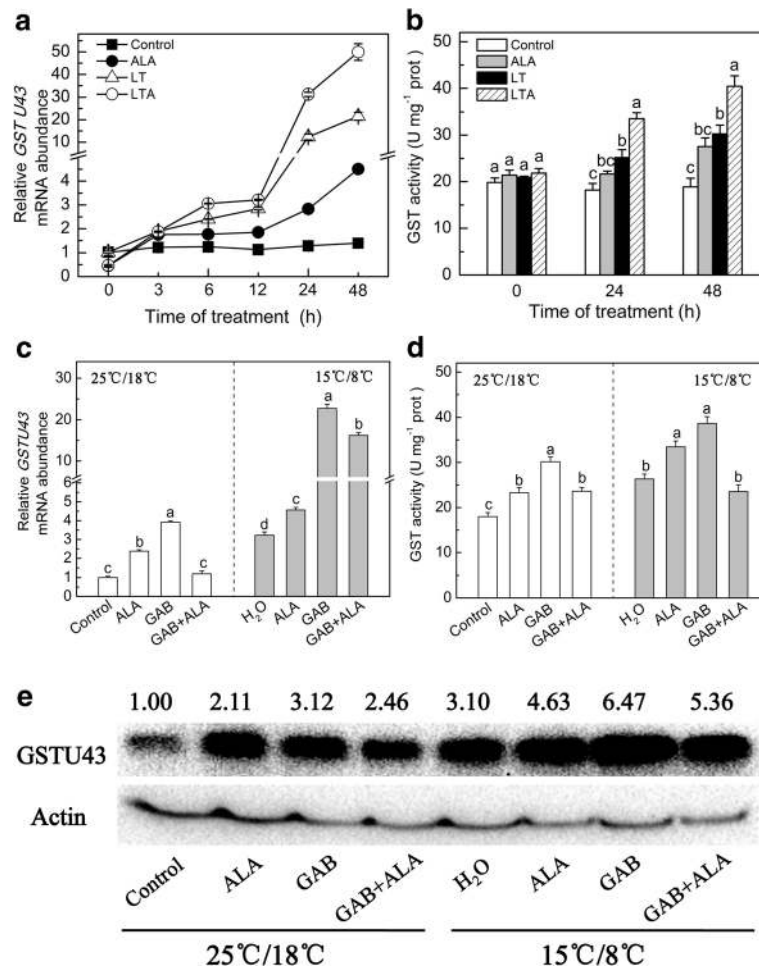 a
Relative GST U43
mRNA abundance
50
40
30
20
10
4
3
2
1
0
Control
ALA
LT
LTA
0 3 6 12 24 48
Time of treatment (h)
b
GST activity (U mg-1 prot )
50
40
30
20
10
0
Control
ALA
LT
LTA
a a a a
c bc b a
c bc b a
0 24 48
Time of treatment (h)
c
Relative GSTU43
mRNA abundance
30
20
10
6
5
4
3
2
1
0
25℃/18℃ 15℃/8℃
c b a c d c a b
Control ALA GAB GAB+ALA H2O ALA GAB GAB+ALA
d
GST activity (U mg-1 prot )
50
40
30
20
10
0
25℃/18℃ 15℃/8℃
c b a b b a a b
Control ALA GAB GAB+ALA H2O ALA GAB GAB+ALA
e
1.00 2.11 3.12 2.46 3.10 4.63 6.47 5.36
GSTU43
Actin
Control ALA GAB GAB+ALA H2O ALA GAB GAB+ALA
25℃/18℃ 15℃/8℃